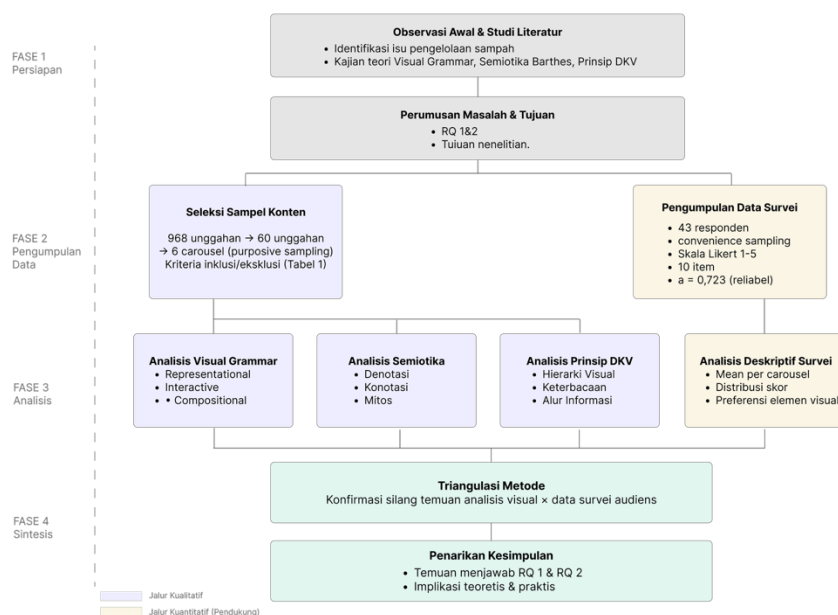 Observasi Awal & Studi Literatur
• Identifikasi isu pengelolaan sampah
• Kajian teori Visual Grammar, Semiotika Barthes, Prinsip DKV
FASE 1
Persiapan
Perumusan Masalah & Tujuan
• RQ 1&2
• Tuiuan nenelitian.
FASE 2
Pengumpulan
Data
Seleksi Sampel Konten
968 unggahan → 60 unggahan
→ 6 carousel (purposive sampling)
Kriteria inklusi/eksklusi (Tabel 1)
Pengumpulan Data Survei
• 43 responden
• convenience sampling
• Skala Likert 1-5
• 10 item
• a = 0,723 (reliabel)
FASE 3
Analisis
Analisis Visual Grammar
• Representational
• Interactive
• • Compositional
Analisis Semiotika
• Denotasi
• Konotasi
• Mitos
Analisis Prinsip DKV
• Hierarki Visual
• Keterbacaan
• Alur Informasi
Analisis Deskriptif Survei
• Mean per carousel
• Distribusi skor
• Preferensi elemen visual
FASE 4
Sintesis
Triangulasi Metode
Konfirmasi silang temuan analisis visual × data survei audiens
Penarikan Kesimpulan
• Temuan menjawab RQ 1 & RQ 2
• Implikasi teoretis & praktis
Jalur Kualitatif
Jalur Kuantitatif (Pendukung)